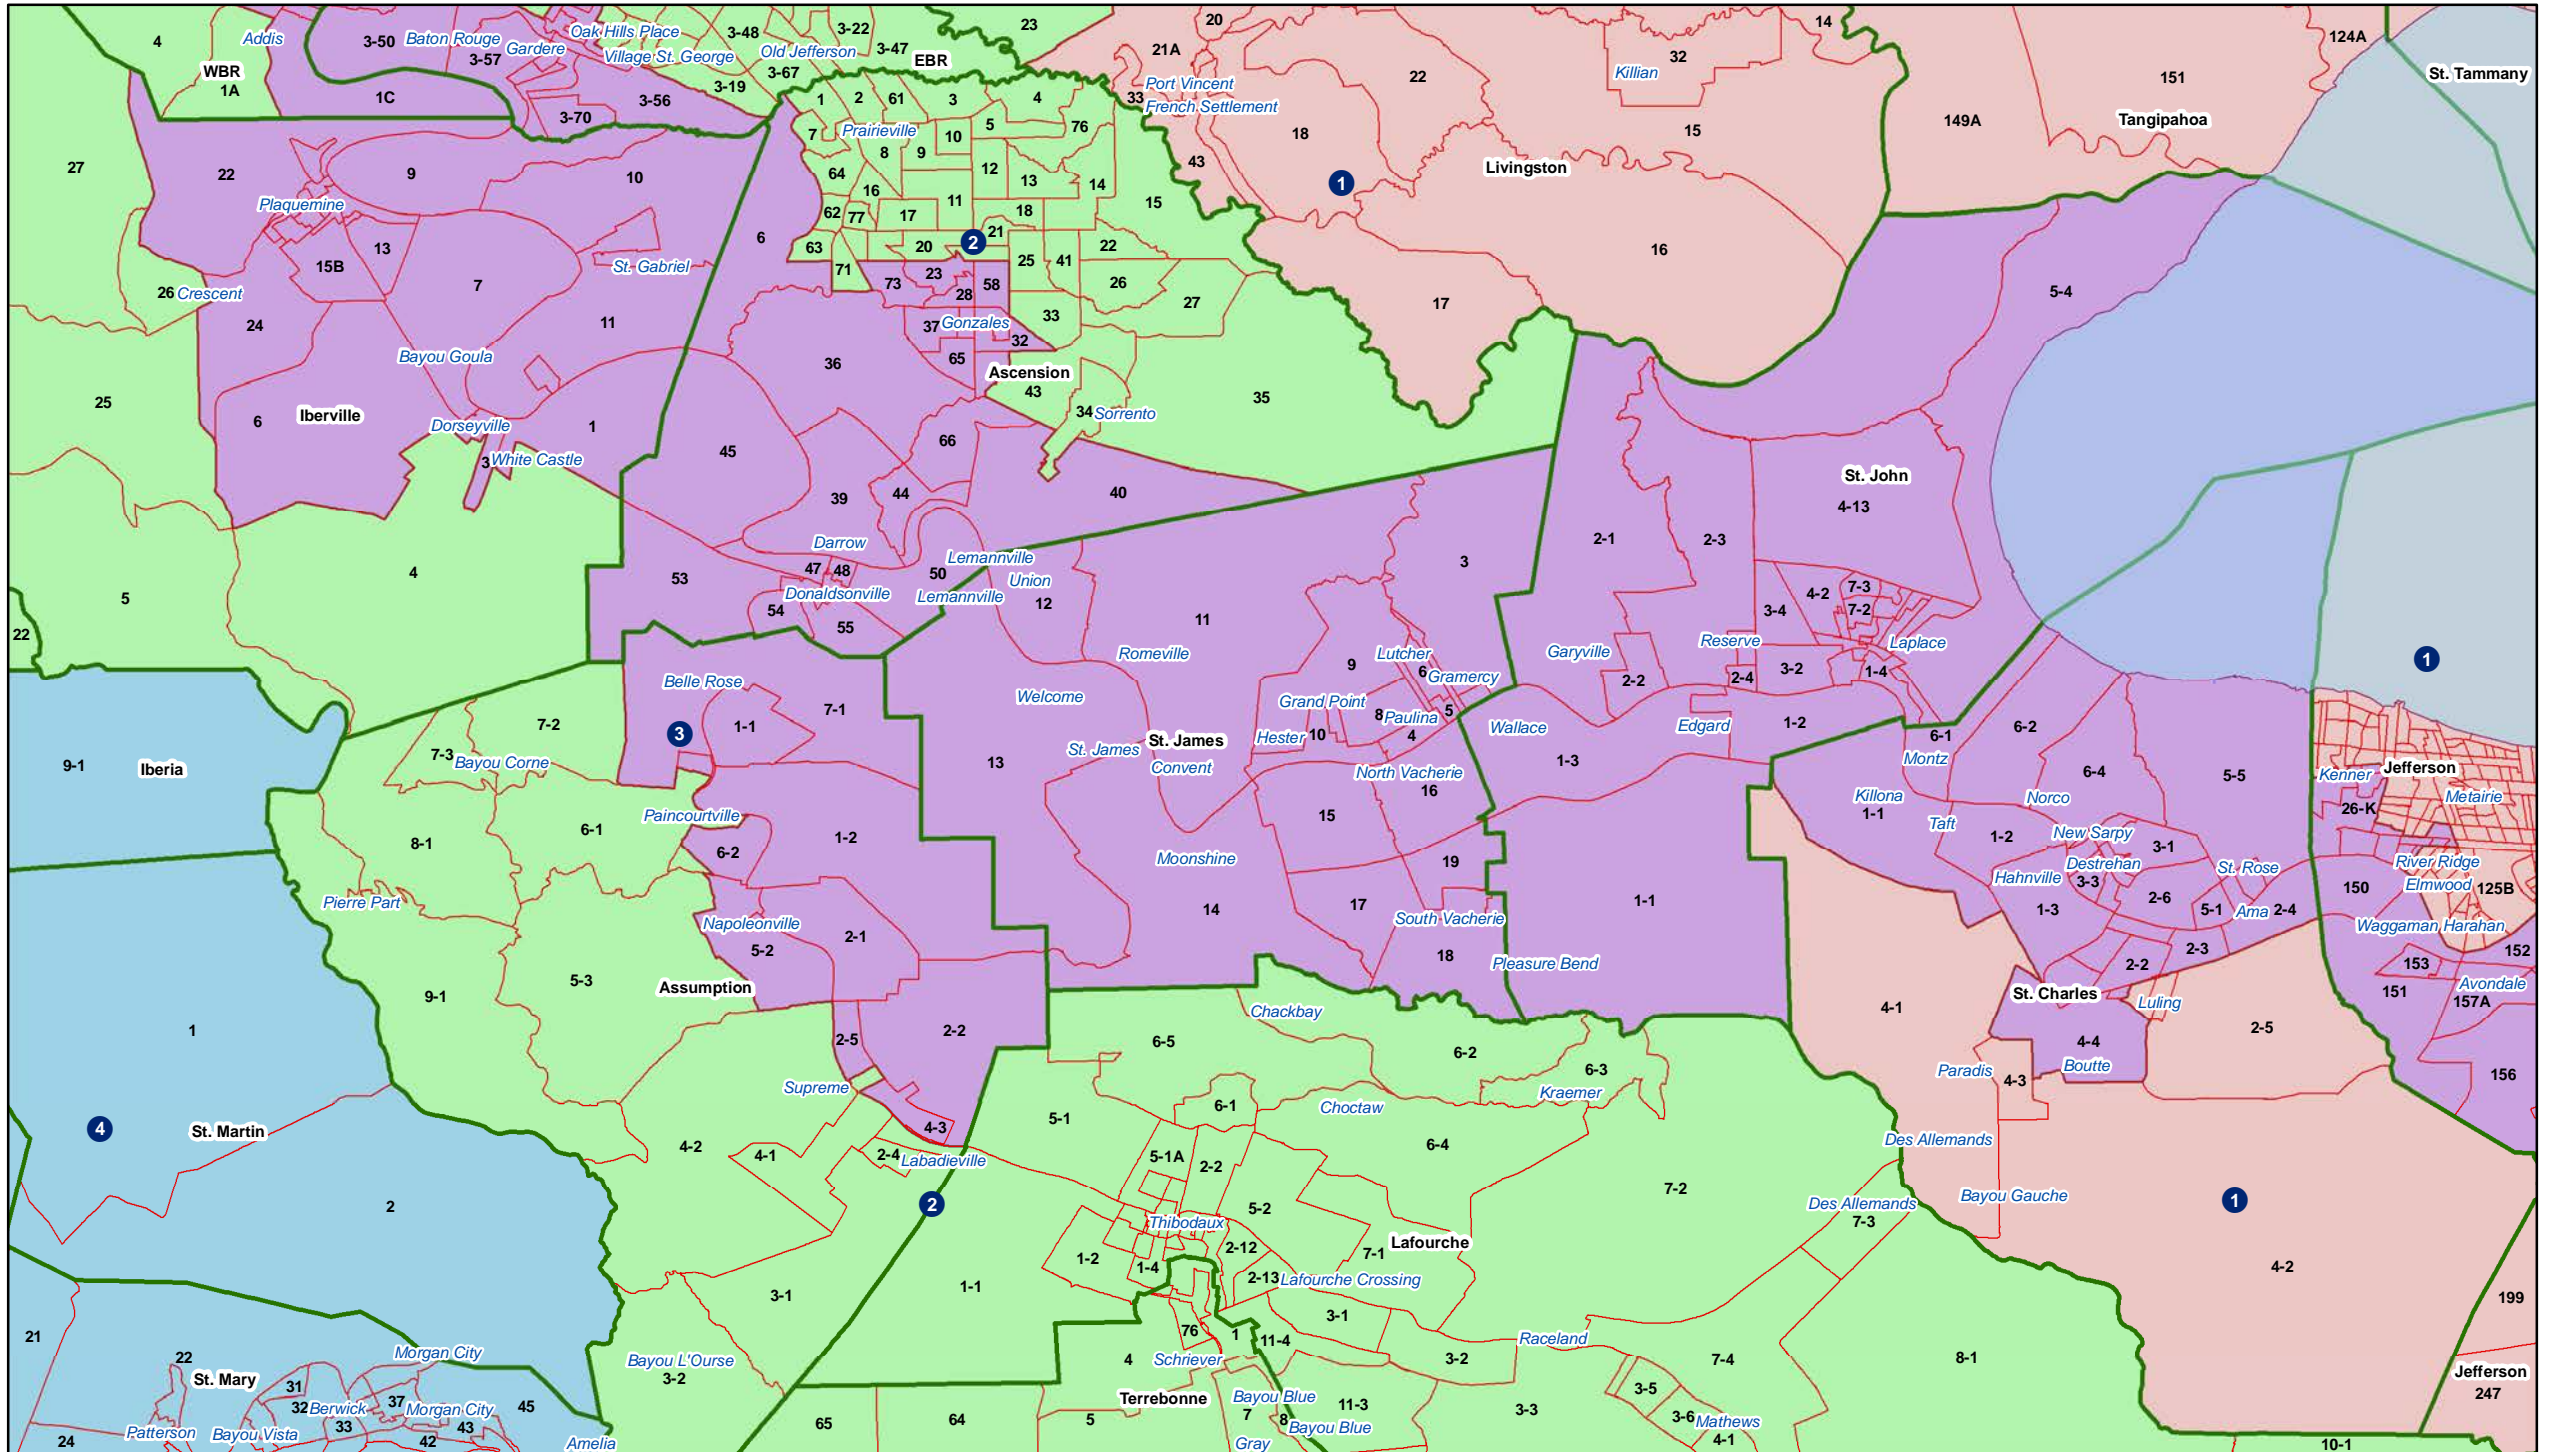 4
Addis
WBR
1A
3-50
Baton Rouge
3-57
Gardere
Oak Hills Place
Village St. George
3-48
Old Jefferson
3-22
3-47
3-67
EBR
23
3-19
3-56
3-70
1C
20
21A
Port Vincent
33
French Settlement
22
18
32
Killian
14
15
124A
151
149A
Tangipahoa
St. Tammany
27
22
9
10
Plaquemine
13
15B
7
St. Gabriel
26
Crescent
24
11
Bayou Goula
25
6
Iberville
Dorseyville
1
3
White Castle
4
5
22
1
2
61
3
4
7
Prairieville
10
5
76
8
9
64
16
12
13
14
11
15
62
77
17
18
6
63
20
2
21
22
71
25
41
73
23
28
58
26
27
37
Gonzales
33
32
36
65
Ascension
43
34
Sorrento
35
45
66
39
44
40
Darrow
47
48
50
53
Donaldsonville
54
55
Lemannville
Lemannville
43
1
Livingston
16
17
5-4
St. John
4-13
2-1
2-3
3
Union
12
11
7-3
4-2
7-2
3-4
Romeville
9
Lutcher
6
Gramercy
Garyville
Reserve
Laplace
2-2
2-4
3-2
1-4
Welcome
Grand Point
8
Paulina
5
Wallace
Edgard
1-2
St. James
St. James
Convent
Hester
10
4
13
1-3
North Vacherie
16
15
Moonshine
19
14
17
South Vacherie
18
1-1
Pleasure Bend
6-1
6-2
Montz
6-4
5-5
Killona
1-1
Norco
Taft
1-2
New Sarpy
3-1
Destrehan
St. Rose
Hahnville
3-3
1-3
2-6
5-1
Ama
2-4
2-3
2-2
St. Charles
Luling
4-1
4-4
2-5
Boutte
Paradis
4-3
Des Allemands
Bayou Gauche
1
4-2
1
Kenner
Jefferson
Metairie
26-K
River Ridge
150
Elmwood
125B
Waggaman
Harahan
152
153
151
Avondale
157A
156
199
Jefferson
247
9-1
Iberia
Belle Rose
7-1
7-2
3
1-1
7-3
Bayou Corne
Paincourtville
6-1
8-1
1-2
6-2
Pierre Part
Napoleonville
5-2
2-1
5-3
9-1
Assumption
2-5
2-2
Supreme
4-3
4-2
4-1
2-4
Labadieville
1
4
St. Martin
2
2
3-1
Bayou L'Ourse
3-2
21
22
St. Mary
31
32
Berwick
33
37
Morgan City
Morgan City
45
43
42
Patterson
Bayou Vista
24
Amelia
Chackbay
6-5
6-2
6-3
Kraemer
6-1
Choctaw
5-1
6-4
5-1A
2-2
5-2
7-2
Thibodaux
1-2
1-4
2-12
7-1
Lafourche
2-13
Lafourche Crossing
Des Allemands
7-3
1-1
3-1
76
1
11-4
Raceland
4
Schriever
3-2
7-4
8-1
Terrebonne
Bayou Blue
7
8
Bayou Blue
11-3
3-3
3-5
3-6
Mathews
4-1
65
64
5
Gray
10-1